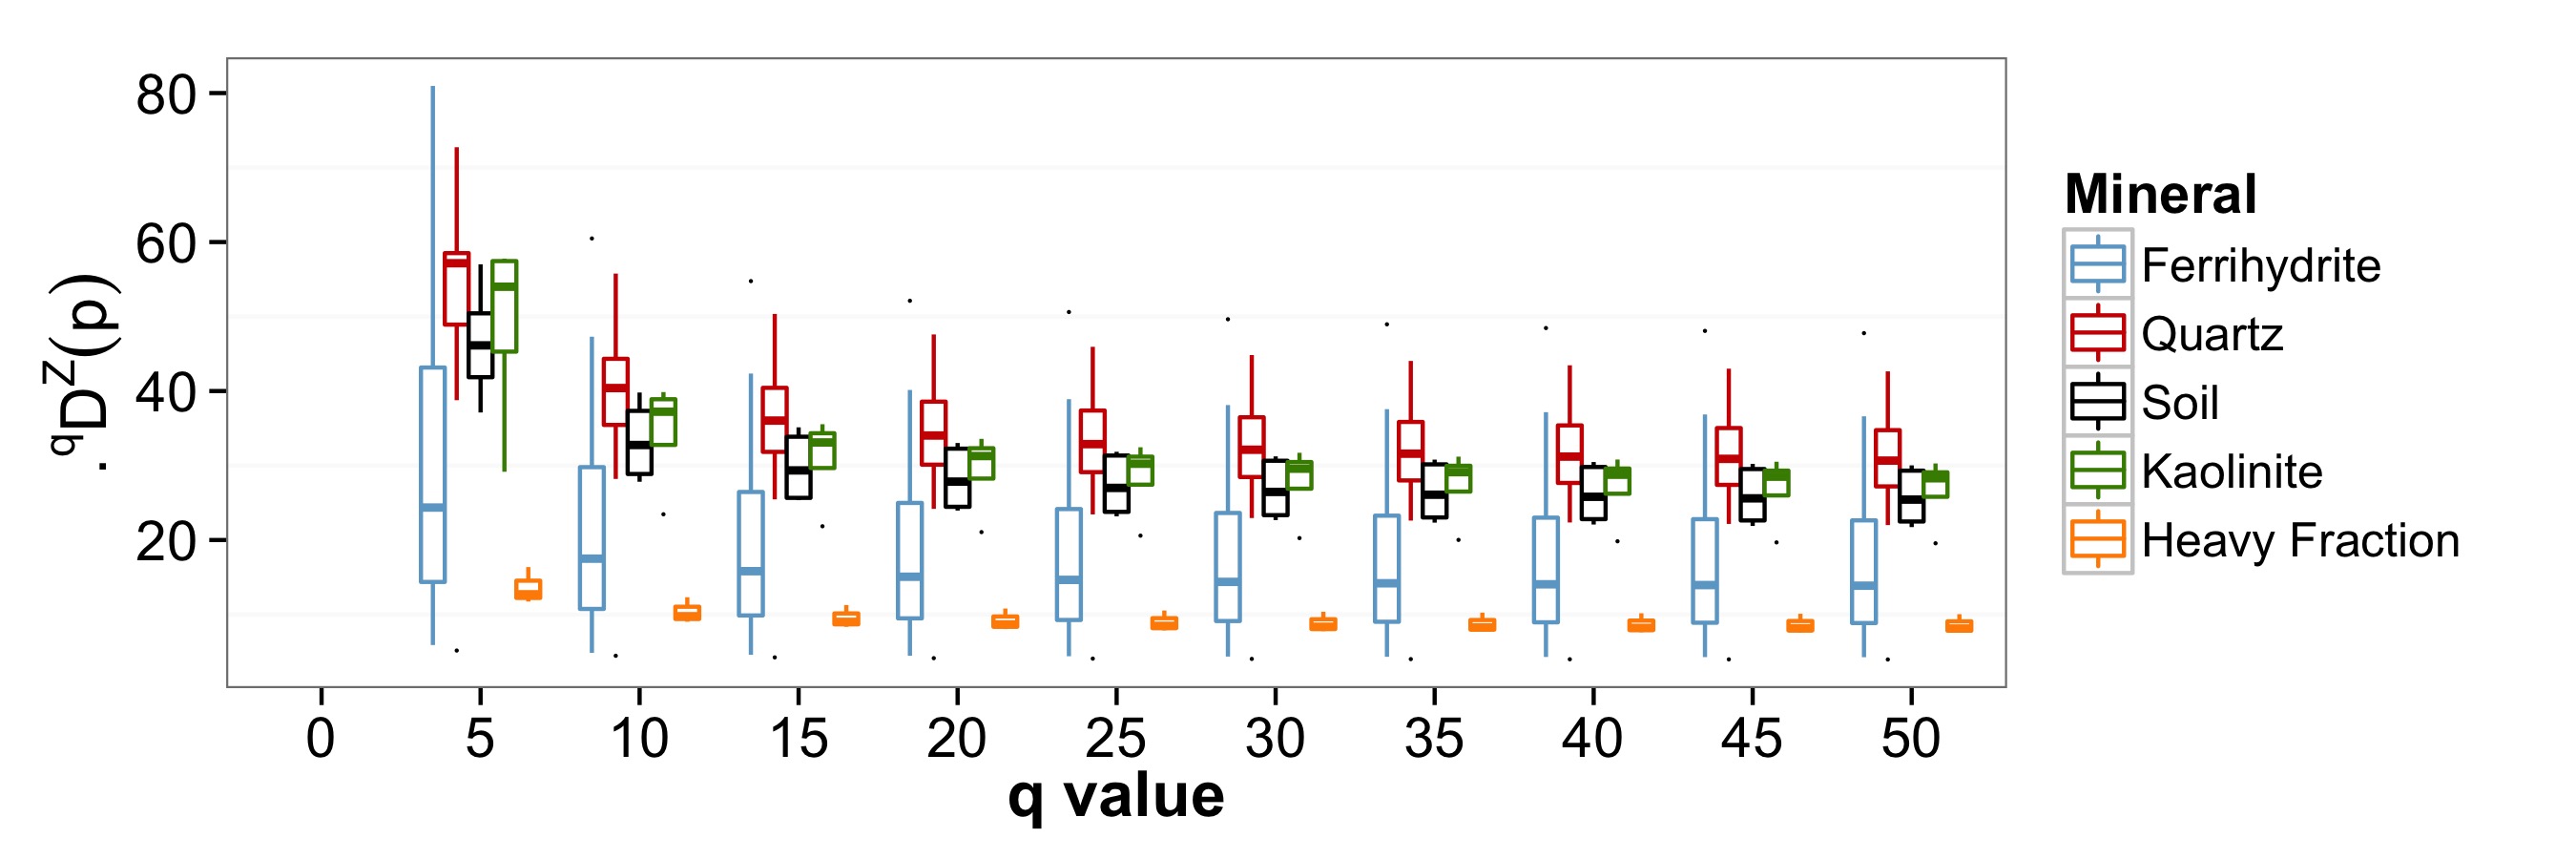 . qDZ(p)
80
60
40
20
0 5 10 15 20 25 30 35 40 45 50
q value
Mineral
Ferrihydrite
Quartz
Soil
Kaolinite
Heavy Fraction